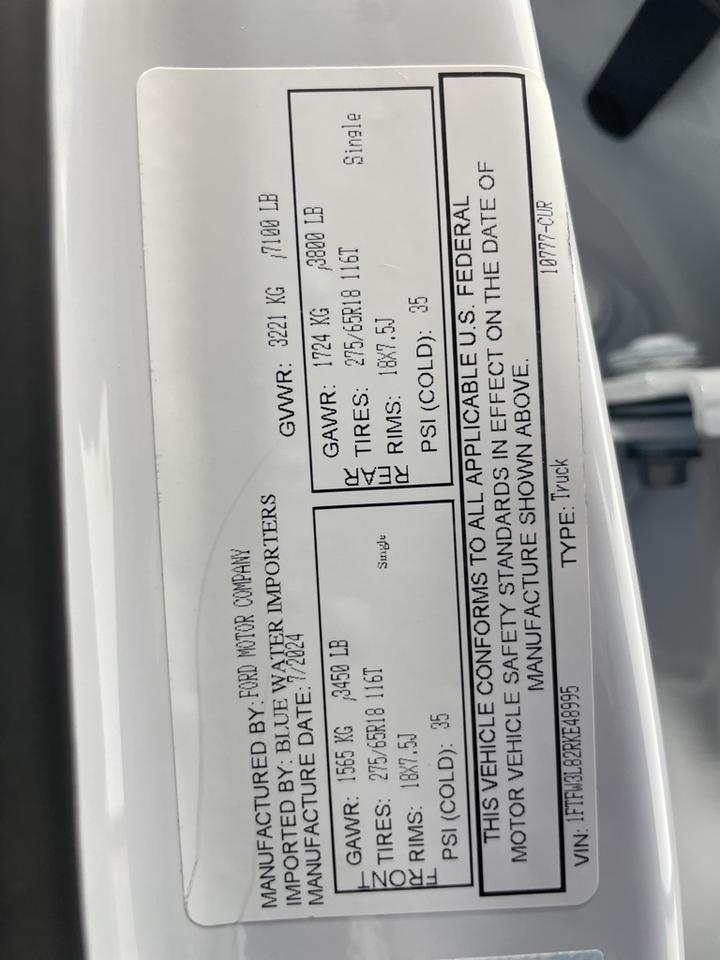 MANUFACTURED BY: FORD MOTOR COMPANY
IMPORTED BY: BLUE WATER IMPORTERS
MANUFACTURE DATE: 7/2024
GVWR: 3221 KG /7100 LB
FRONT
GAWR: 1565 KG /3450 LB
TIRES: 275/65R18 116T
RIMS: 18X7.5J
Single
PSI (COLD): 35
REAR
GAWR: 1724 KG /3800 LB
TIRES: 275/65R18 116T
RIMS: 18X7.5J
Single
PSI (COLD): 35
THIS VEHICLE CONFORMS TO ALL APPLICABLE U.S. FEDERAL
MOTOR VEHICLE SAFETY STANDARDS IN EFFECT ON THE DATE OF
MANUFACTURE SHOWN ABOVE.
VIN: 1FTFW3L82RKE48995 TYPE: Truck 10777-CUR